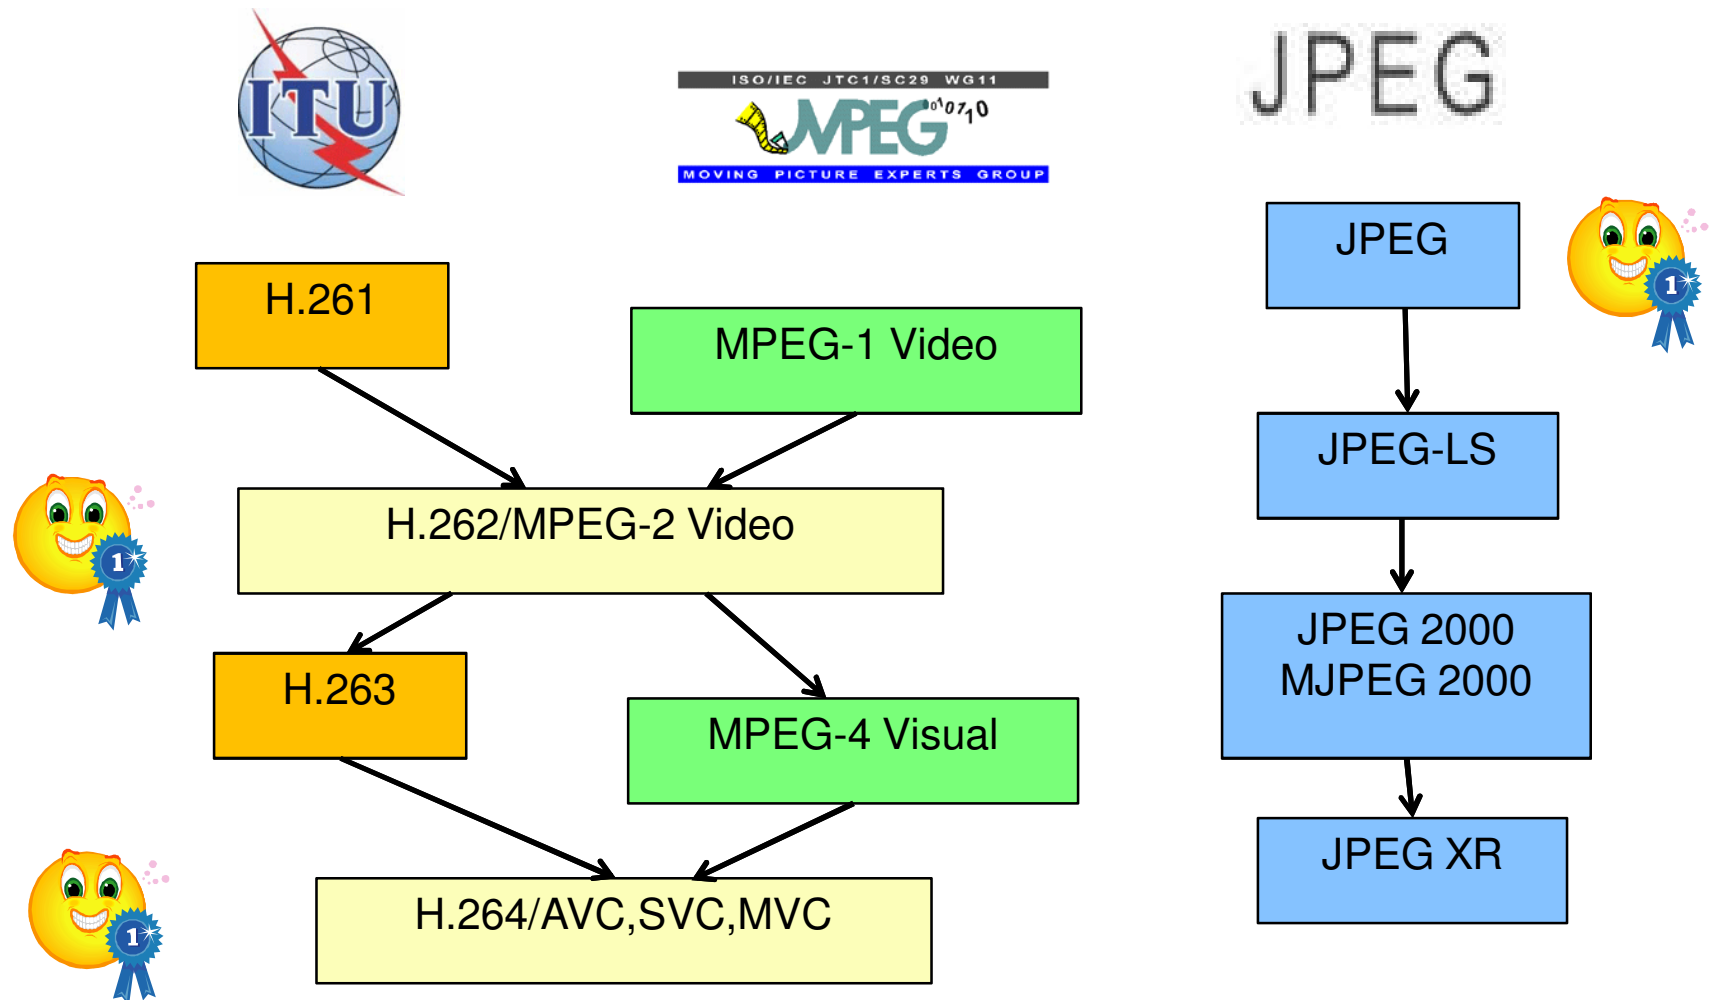 ITU
ISO/IEC JTC1/SC29 WG11
MPEG
0010110
MOVING PICTURE EXPERTS GROUP
JPEG
H.261
MPEG-1 Video
H.262/MPEG-2 Video
1
H.263
MPEG-4 Visual
H.264/AVC,SVC,MVC
1
JPEG
1
JPEG-LS
JPEG 2000
MJPEG 2000
JPEG XR